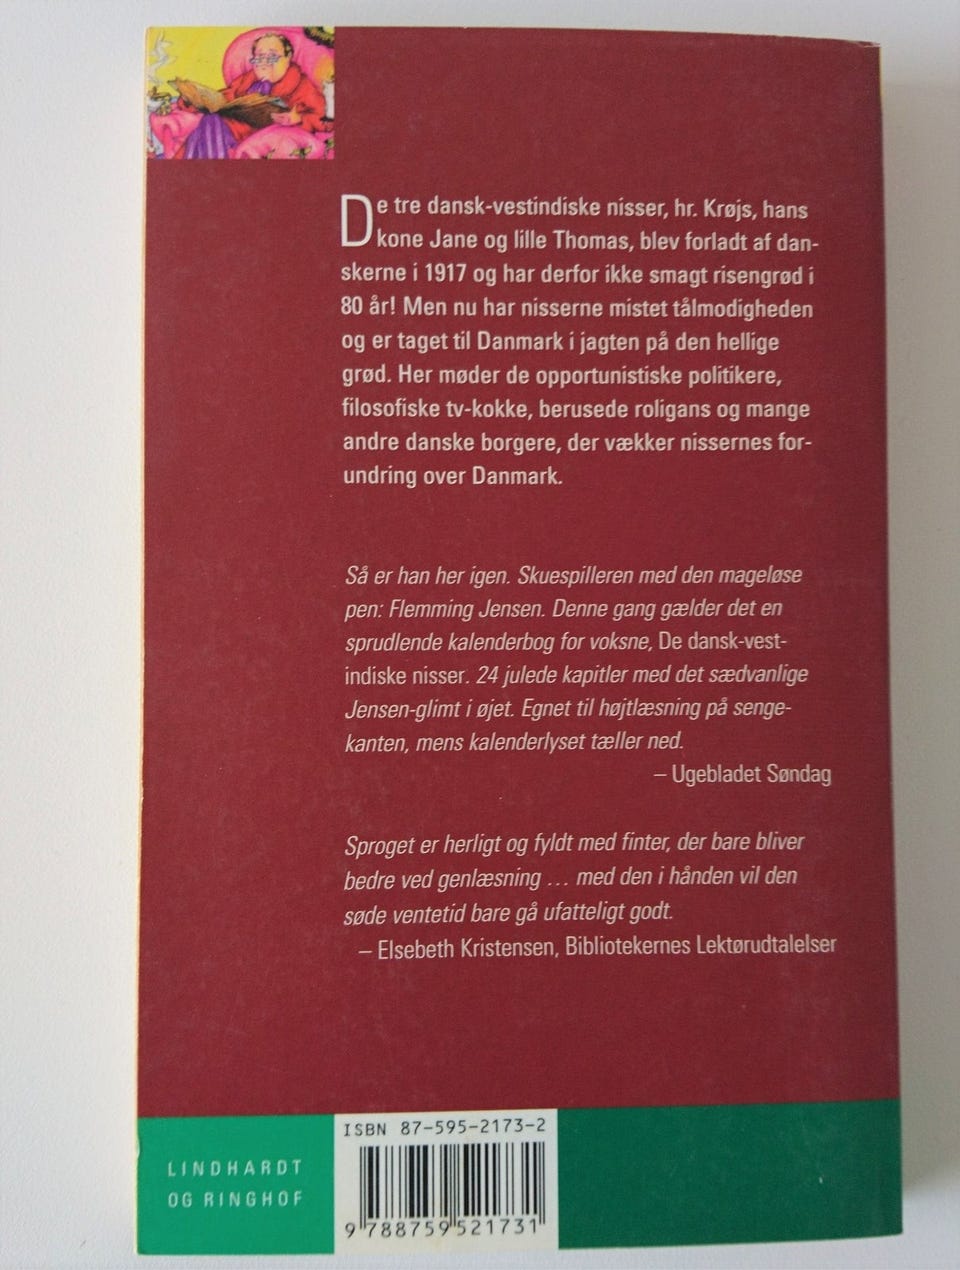 De tre dansk-vestindiske nisser, hr. Krøjs, hans
kone Jane og lille Thomas, blev forladt af dan-
skerne i 1917 og har derfor ikke smagt risengrød i
80 år! Men nu har nisserne mistet tålmodigheden
og er taget til Danmark i jagten på den hellige
grød. Her møder de opportunistiske politikere,
filosofiske tv-kokke, berusede roligans og mange
andre danske borgere, der vækker nissernes for-
undring over Danmark.
Så er han her igen. Skuespilleren med den mageløse
pen: Flemming Jensen. Denne gang gælder det en
sprudlende kalenderbog for voksne, De dansk-vest-
indiske nisser. 24 julede kapitler med det sædvanlige
Jensen-glimt i øjet. Egnet til højtlæsning på senge-
kanten, mens kalenderlyset tæller ned.
– Ugebladet Søndag
Sproget er herligt og fyldt med finter, der bare bliver
bedre ved genlæsning ... med den i hånden vil den
søde ventetid bare gå ufatteligt godt.
– Elsebeth Kristensen, Bibliotekernes Lektørudtalelser
LINDHARDT
OG RINGHOF
ISBN 87-595-2173-2
9 788759 521731